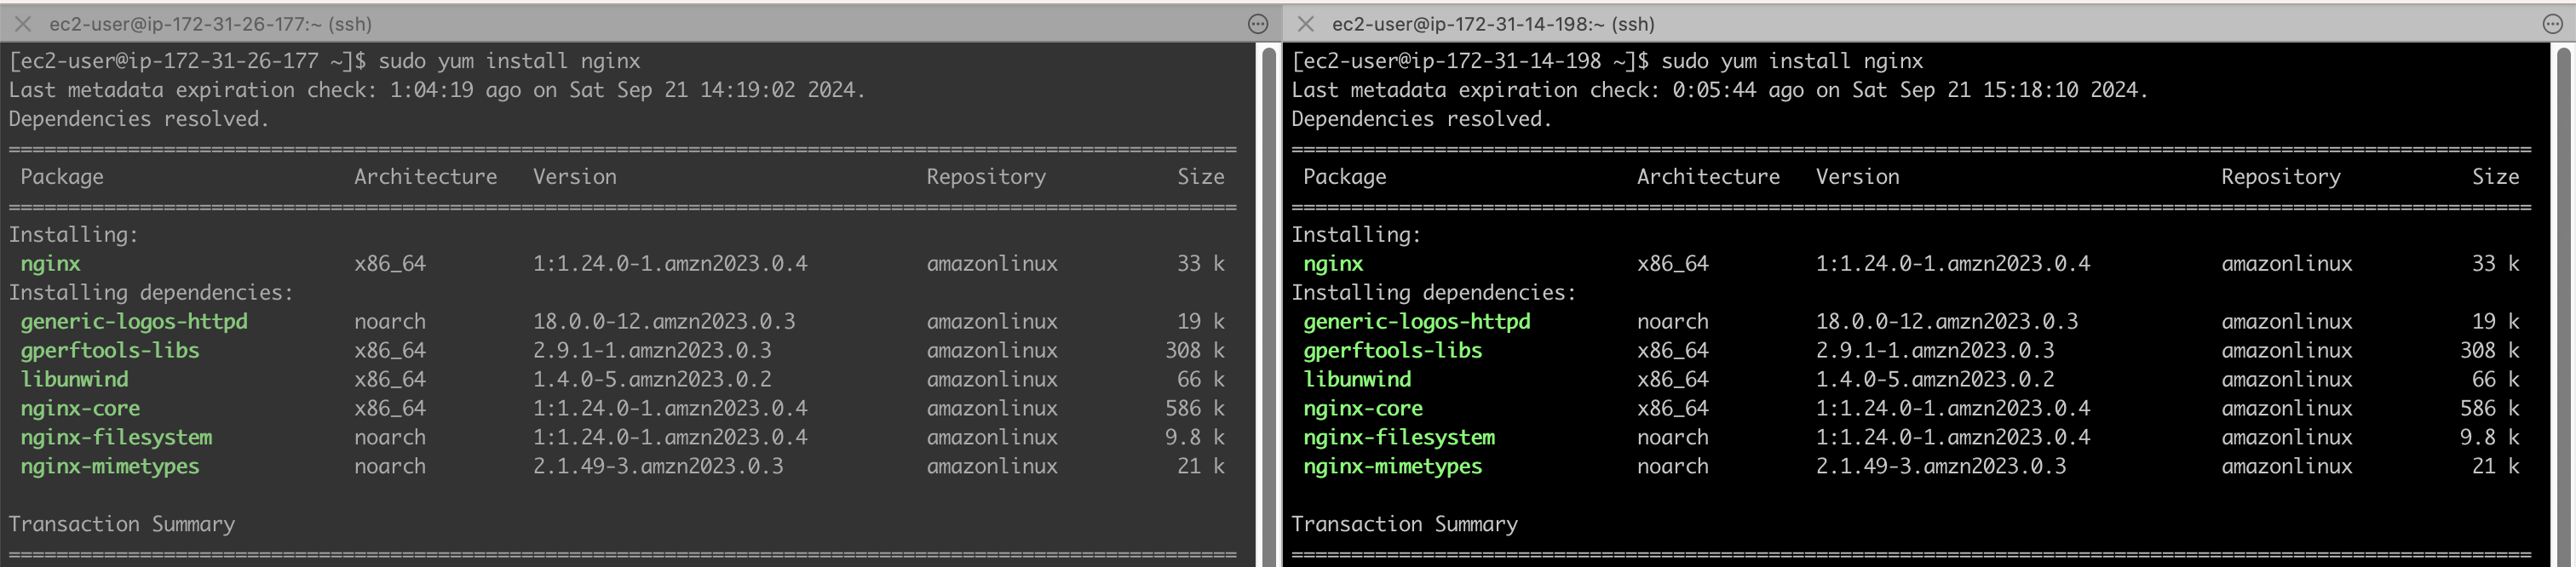 ec2-user@ip-172-31-26-177:~ (ssh)
[ec2-user@ip-172-31-26-177 ~]$ sudo yum install nginx
Last metadata expiration check: 1:04:19 ago on Sat Sep 21 14:19:02 2024.
Dependencies resolved.
========================================================================================================
Package Architecture Version Repository Size
========================================================================================================
Installing:
nginx x86_64 1:1.24.0-1.amzn2023.0.4 amazonlinux 33 k
Installing dependencies:
generic-logos-httpd noarch 18.0.0-12.amzn2023.0.3 amazonlinux 19 k
gperftools-libs x86_64 2.9.1-1.amzn2023.0.3 amazonlinux 308 k
libunwind x86_64 1.4.0-5.amzn2023.0.2 amazonlinux 66 k
nginx-core x86_64 1:1.24.0-1.amzn2023.0.4 amazonlinux 586 k
nginx-filesystem noarch 1:1.24.0-1.amzn2023.0.4 amazonlinux 9.8 k
nginx-mimetypes noarch 2.1.49-3.amzn2023.0.3 amazonlinux 21 k
Transaction Summary
========================================================================================================
ec2-user@ip-172-31-14-198:~ (ssh)
[ec2-user@ip-172-31-14-198 ~]$ sudo yum install nginx
Last metadata expiration check: 0:05:44 ago on Sat Sep 21 15:18:10 2024.
Dependencies resolved.
========================================================================================================
Package Architecture Version Repository Size
========================================================================================================
Installing:
nginx x86_64 1:1.24.0-1.amzn2023.0.4 amazonlinux 33 k
Installing dependencies:
generic-logos-httpd noarch 18.0.0-12.amzn2023.0.3 amazonlinux 19 k
gperftools-libs x86_64 2.9.1-1.amzn2023.0.3 amazonlinux 308 k
libunwind x86_64 1.4.0-5.amzn2023.0.2 amazonlinux 66 k
nginx-core x86_64 1:1.24.0-1.amzn2023.0.4 amazonlinux 586 k
nginx-filesystem noarch 1:1.24.0-1.amzn2023.0.4 amazonlinux 9.8 k
nginx-mimetypes noarch 2.1.49-3.amzn2023.0.3 amazonlinux 21 k
Transaction Summary
========================================================================================================